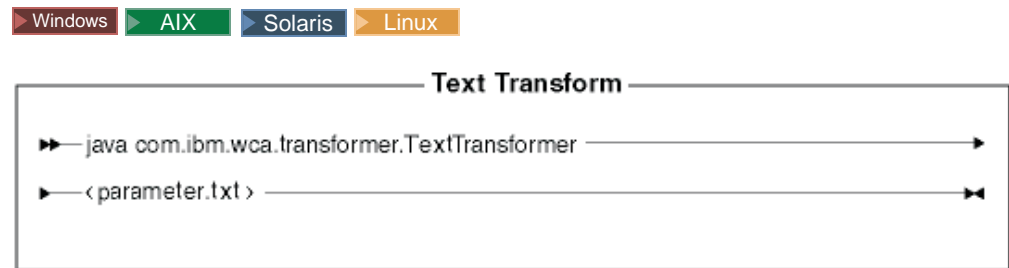 Windows AIX Solaris Linux
Text Transform
java com.ibm.wca.transformer.TextTransformer
<parameter.txt>